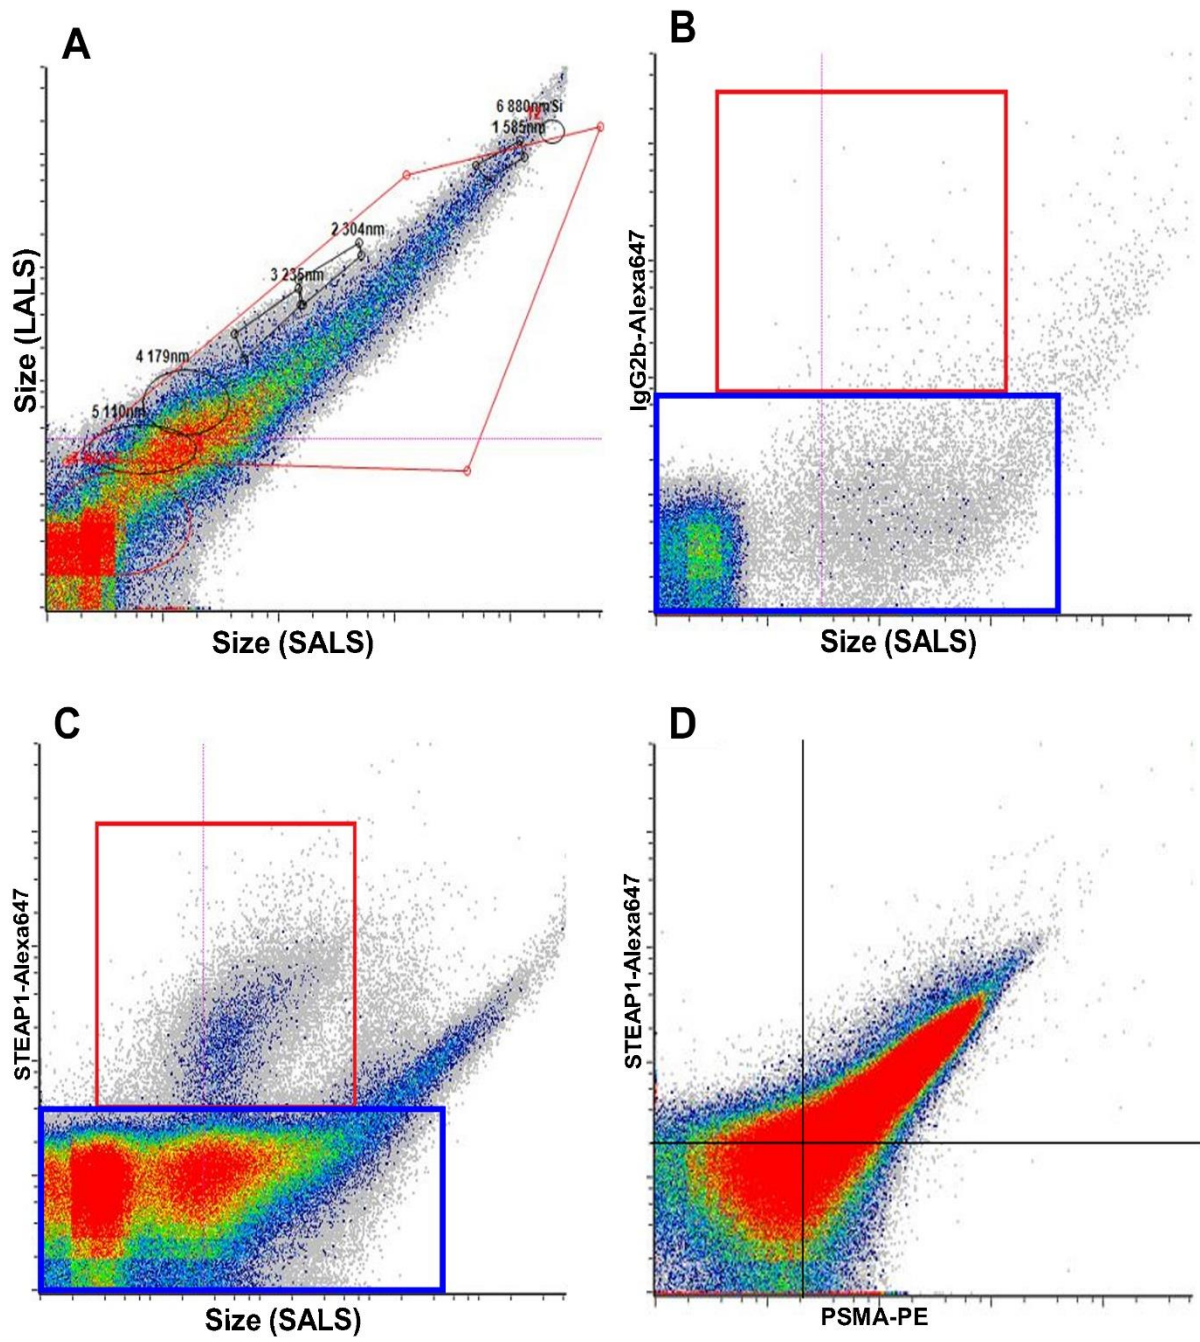 A
6 880nmSi
1 585nm
2 304nm
3 235nm
4 179nm
5 110nm
Size (LALS)
Size (SALS)
B
IgG2b-Alexa647
Size (SALS)
C
STEAP1-Alexa647
Size (SALS)
D
STEAP1-Alexa647
PSMA-PE